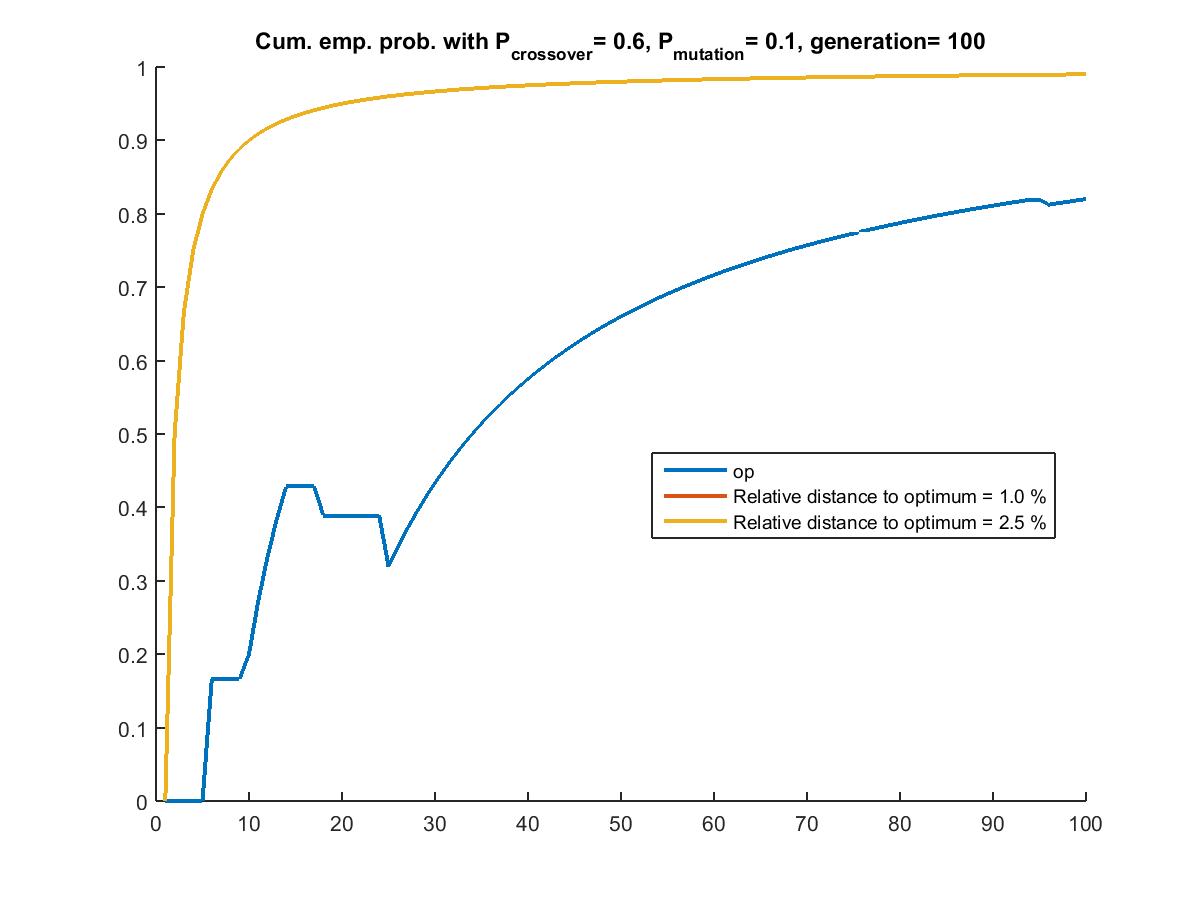 Cum. emp. prob. with P_crossover= 0.6, P_mutation= 0.1, generation= 100
1
0.9
0.8
0.7
0.6
0.5
0.4
0.3
0.2
0.1
0
op
Relative distance to optimum = 1.0 %
Relative distance to optimum = 2.5 %
0 10 20 30 40 50 60 70 80 90 100